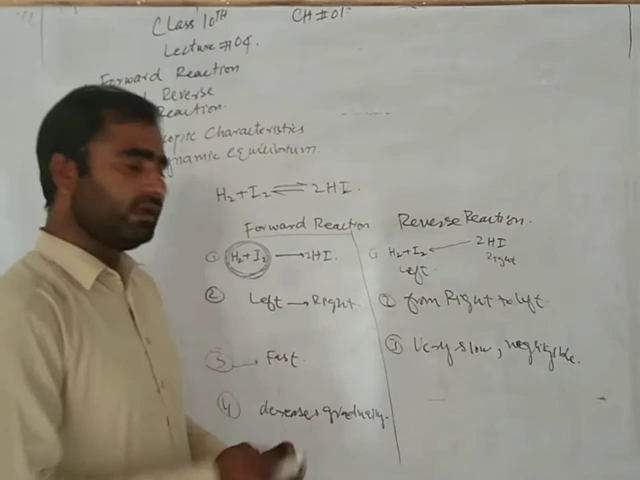 Class 10TH CH # 01:-
Lecture # 04.
Forward Reaction
Reverse
Reaction.
scopic Characteristics
ynamic equilibrium.
H₂+I₂ ⇌ 2HI.
Forward Reaction
① H₂+I₂ → 2HI.
② Left → Right.
③ → Fast.
④ decreases gradually.
Reverse Reaction.
① H₂+I₂ ← 2HI
Left Right
② from Right to left.
③ Very slow, negligible.